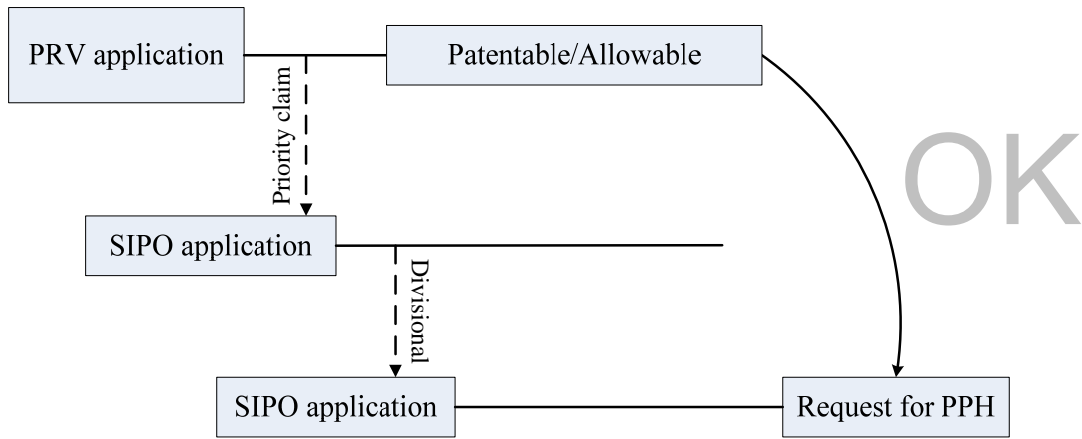 PRV application
Patentable/Allowable
Priority claim
OK
SIPO application
Divisional
SIPO application
Request for PPH